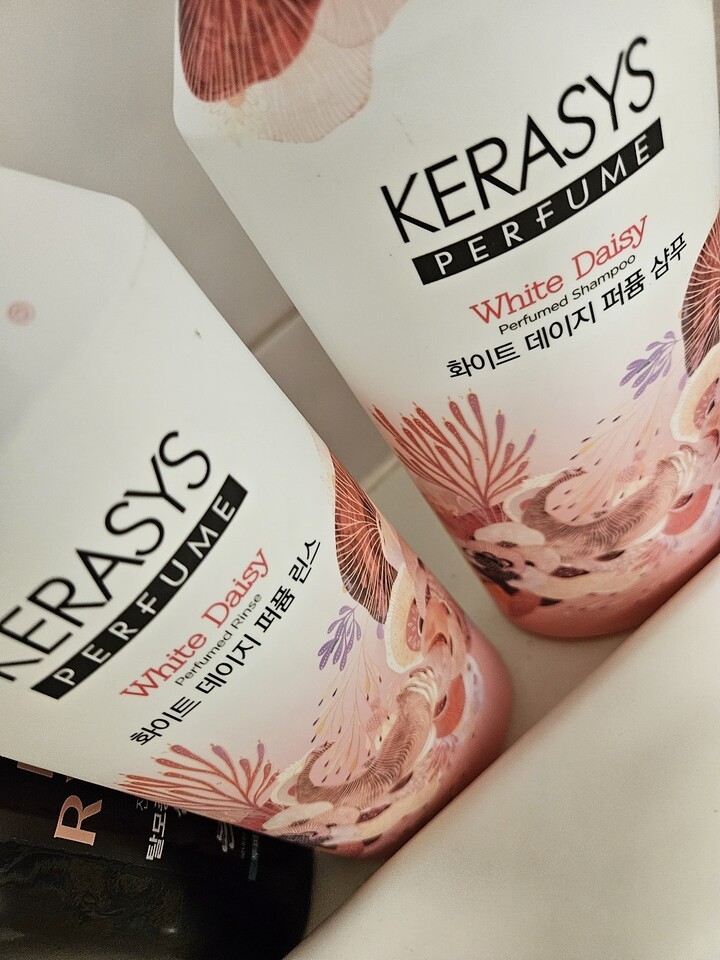 KERASYS
PERFUME
White Daisy
Perfumed Shampoo
화이트 데이지 퍼퓸 샴푸
KERASYS
PERFUME
White Daisy
Perfumed Rinse
화이트 데이지 퍼퓸 린스
R
탈모